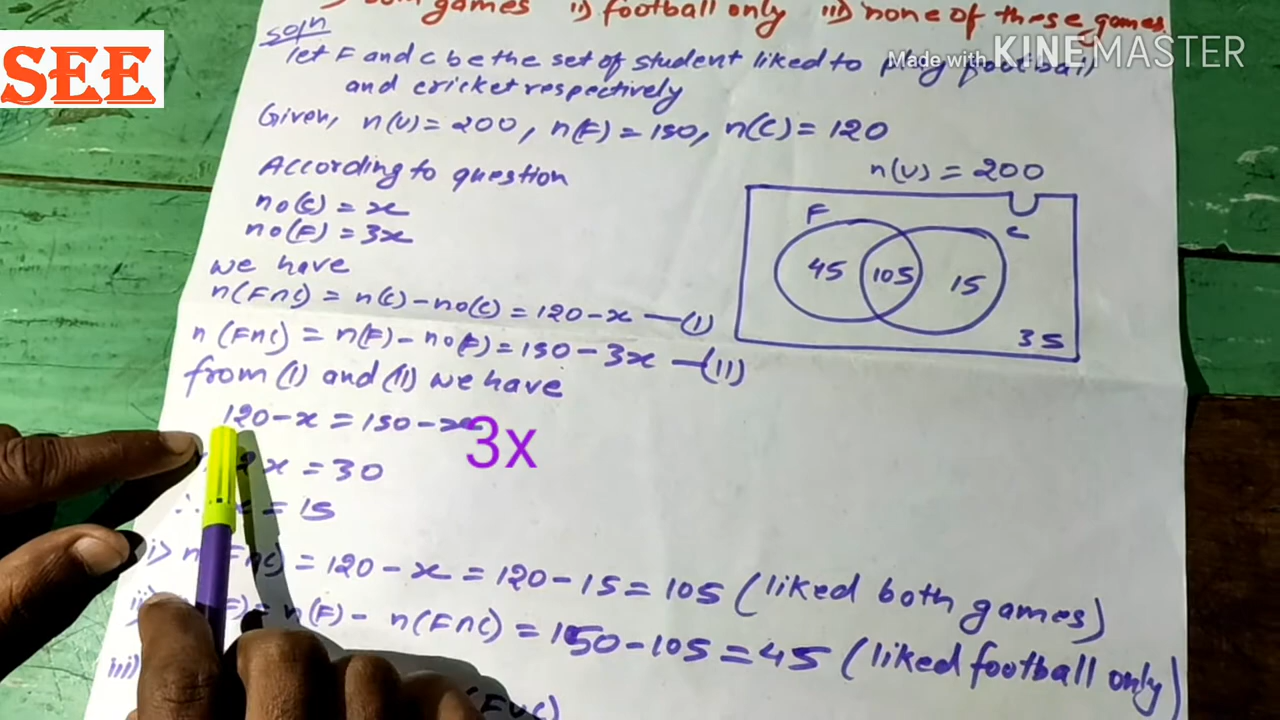 i) both games ii) football only iii) none of these games.
Made with KINEMASTER
SEE
Soln
let F and C be the set of student liked to play football
and cricket respectively
Given, n(U) = 200, n(F) = 150, n(C) = 120
According to question
no(C) = x
no(F) = 3x
we have
n(F∩C) = n(C) - no(C) = 120 - x —(I)
n(F∩C) = n(F) - no(F) = 150 - 3x —(II)
from (I) and (II) we have
120 - x = 150 - x
3x
2x = 30
∴ x = 15
i) n(F∩C) = 120 - x = 120 - 15 = 105 (liked both games)
ii) (F) = n(F) - n(F∩C) = 150 - 105 = 45 (liked football only)
iii)
(F∪C)
n(U) = 200
F
C
45 105 15
35